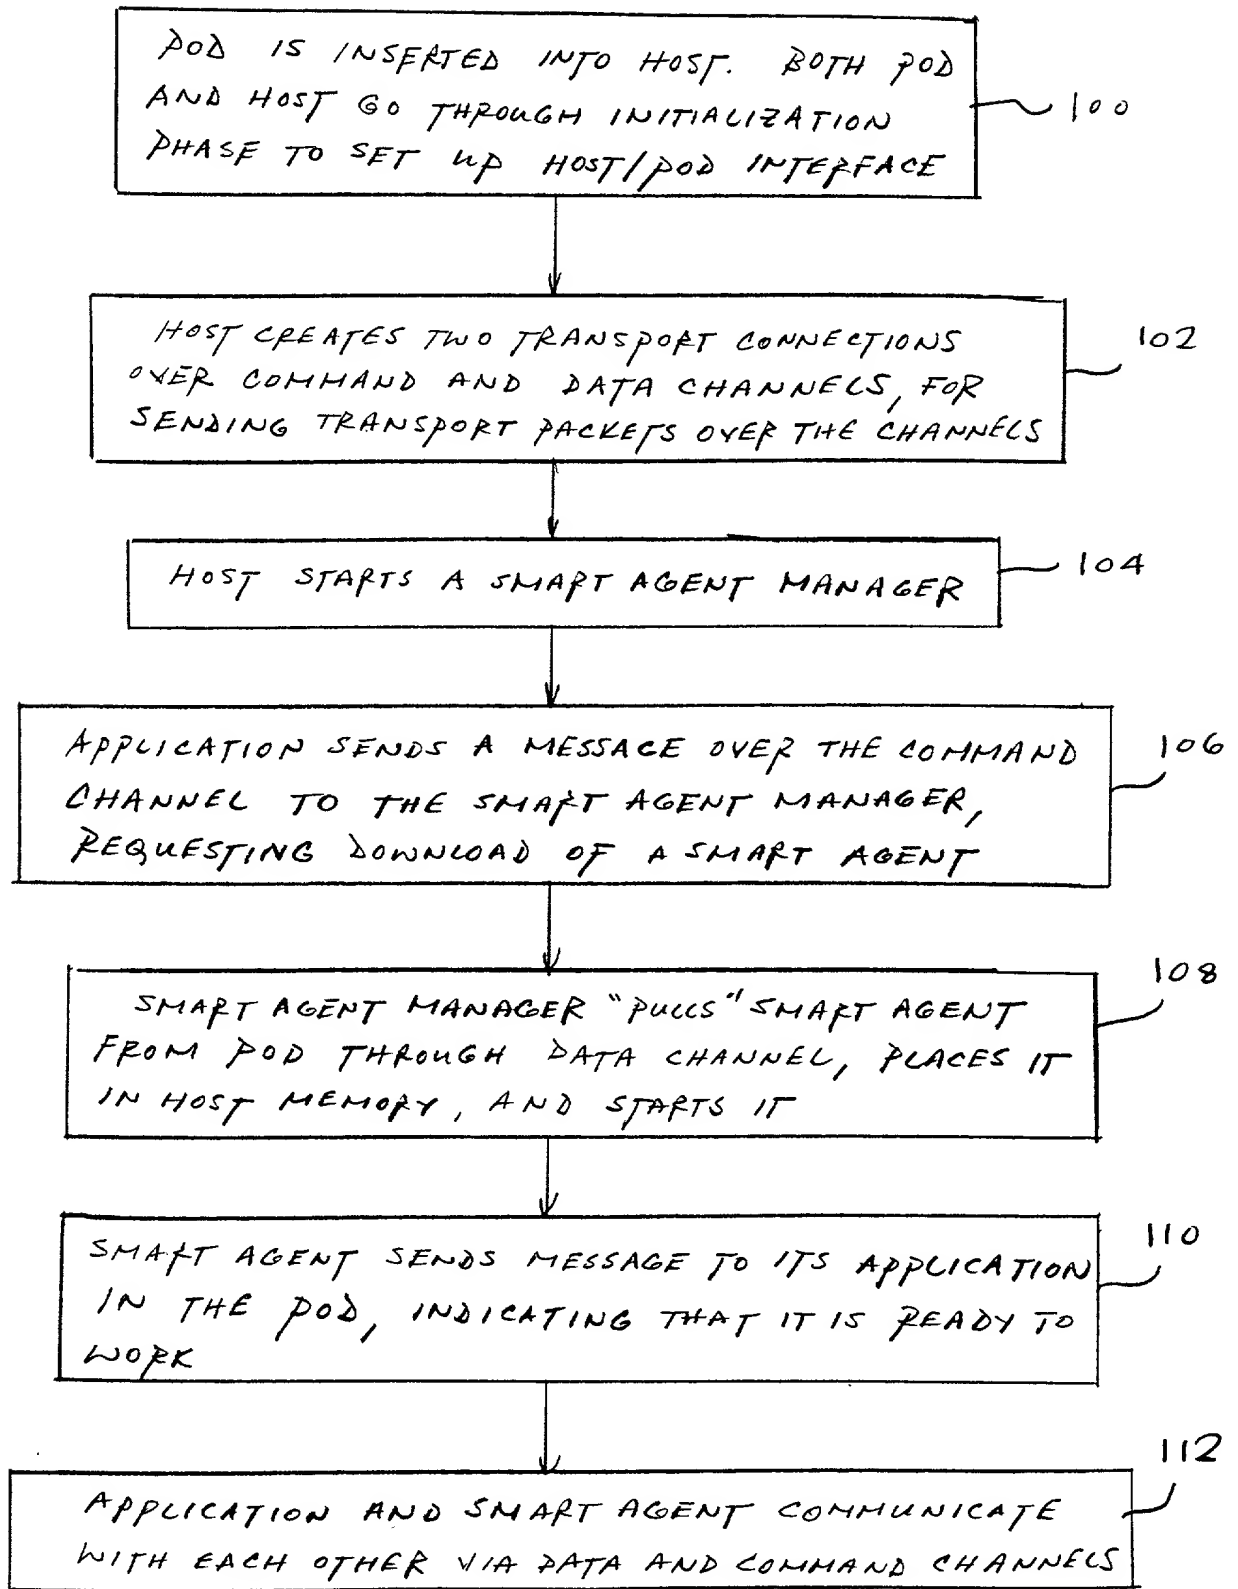 POD IS INSERTED INTO HOST. BOTH POD
AND HOST GO THROUGH INITIALIZATION
PHASE TO SET UP HOST/POD INTERFACE
100
HOST CREATES TWO TRANSPORT CONNECTIONS
OVER COMMAND AND DATA CHANNELS, FOR
SENDING TRANSPORT PACKETS OVER THE CHANNELS
102
HOST STARTS A SMART AGENT MANAGER
104
APPLICATION SENDS A MESSAGE OVER THE COMMAND
CHANNEL TO THE SMART AGENT MANAGER,
REQUESTING DOWNLOAD OF A SMART AGENT
106
SMART AGENT MANAGER "PULLS" SMART AGENT
FROM POD THROUGH DATA CHANNEL, PLACES IT
IN HOST MEMORY, AND STARTS IT
108
SMART AGENT SENDS MESSAGE TO ITS APPLICATION
IN THE POD, INDICATING THAT IT IS READY TO
WORK
110
APPLICATION AND SMART AGENT COMMUNICATE
WITH EACH OTHER VIA DATA AND COMMAND CHANNELS
112